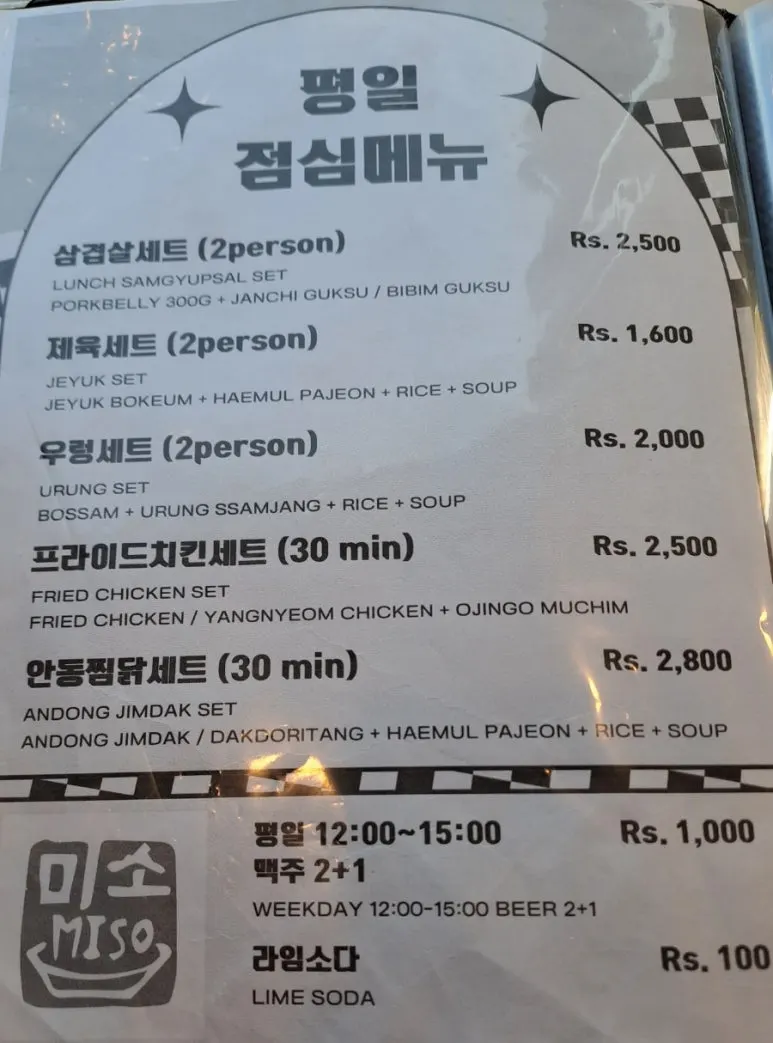 평일
점심메뉴
삼겹살세트 (2person) Rs. 2,500
LUNCH SAMGYUPSAL SET
PORKBELLY 300G + JANCHI GUKSU / BIBIM GUKSU
제육세트 (2person) Rs. 1,600
JEYUK SET
JEYUK BOKEUM + HAEMUL PAJEON + RICE + SOUP
우렁세트 (2person) Rs. 2,000
URUNG SET
BOSSAM + URUNG SSAMJANG + RICE + SOUP
프라이드치킨세트 (30 min) Rs. 2,500
FRIED CHICKEN SET
FRIED CHICKEN / YANGNYEOM CHICKEN + OJINGO MUCHIM
안동찜닭세트 (30 min) Rs. 2,800
ANDONG JIMDAK SET
ANDONG JIMDAK / DAKDORITANG + HAEMUL PAJEON + RICE + SOUP
미소
MISO
평일 12:00~15:00 Rs. 1,000
맥주 2+1
WEEKDAY 12:00-15:00 BEER 2+1
라임소다 Rs. 100
LIME SODA